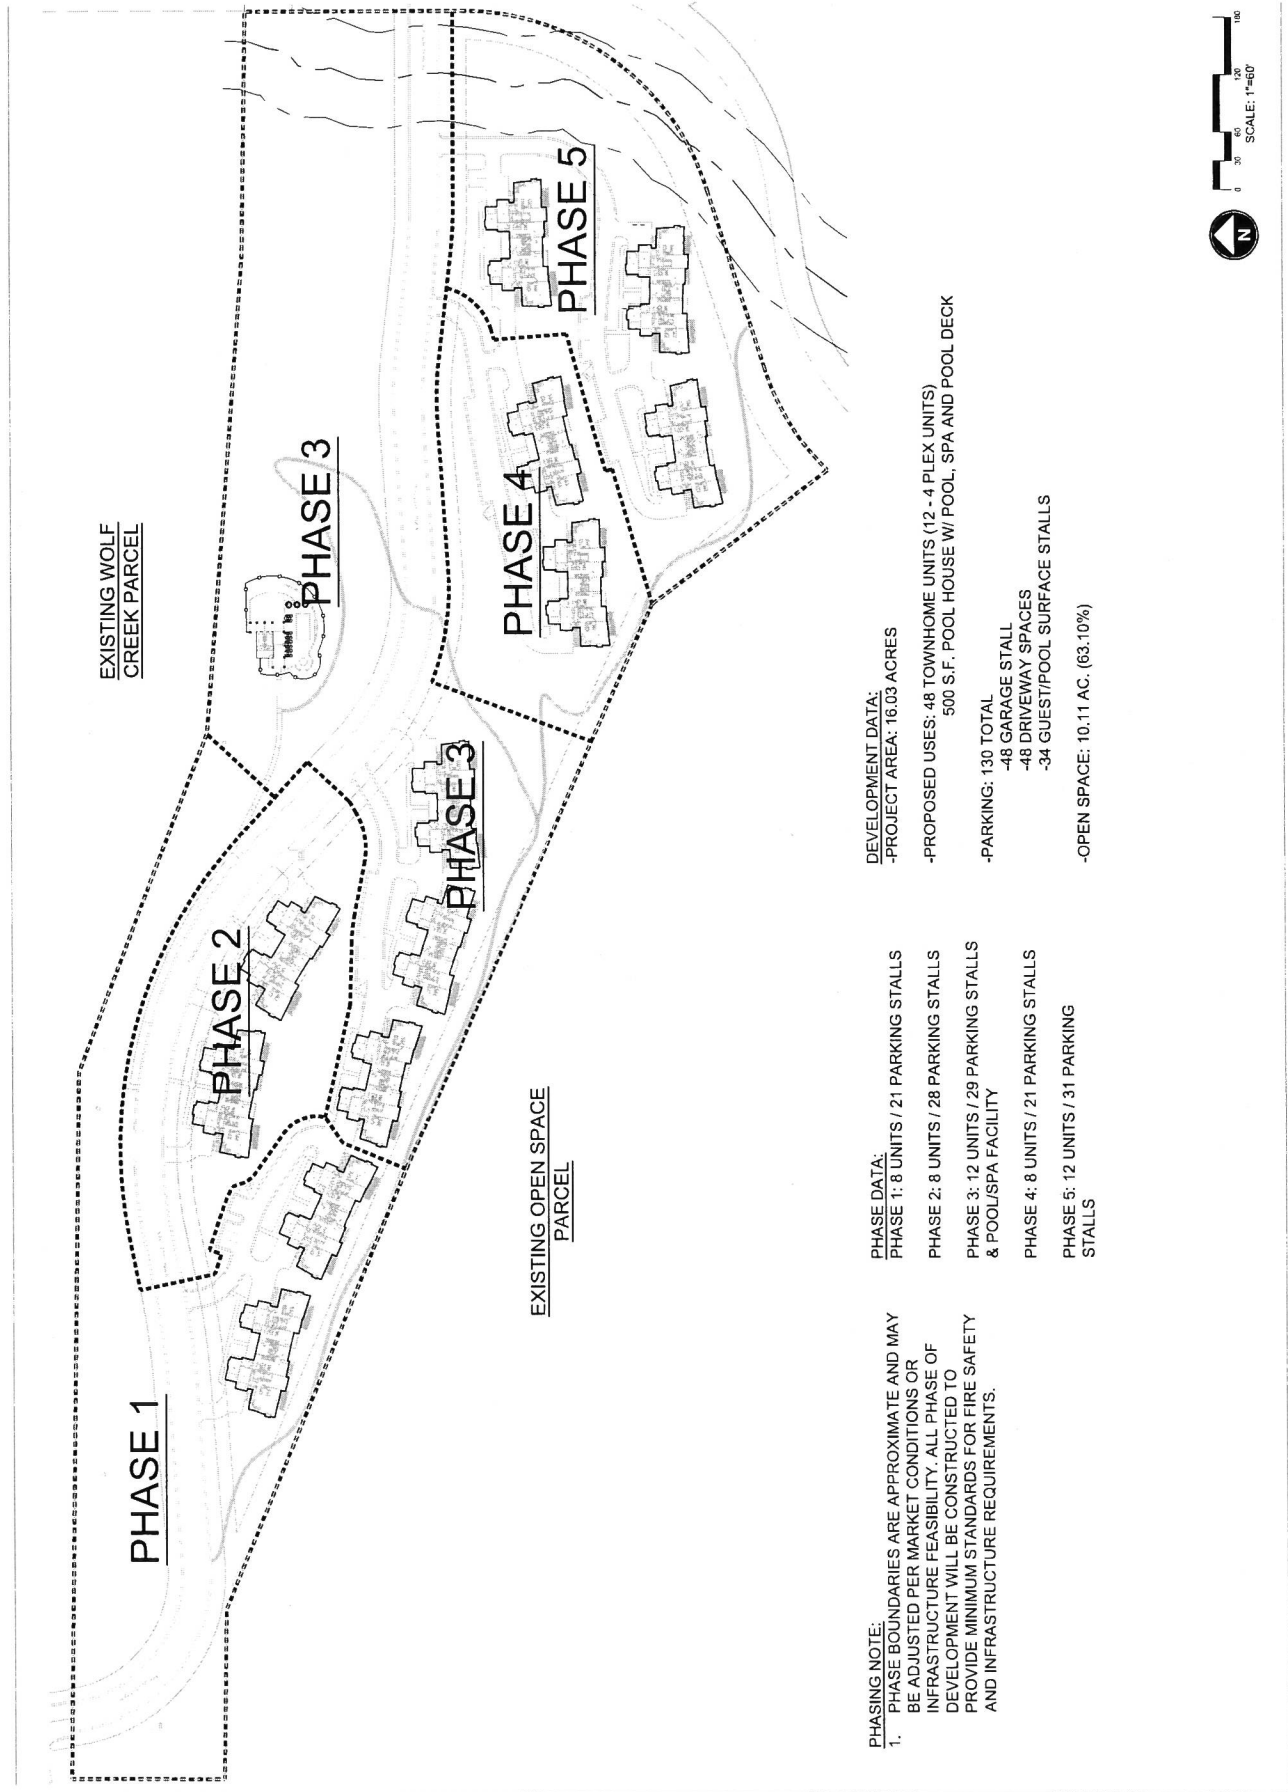 EXISTING WOLF
CREEK PARCEL
PHASE 1
PHASE 2
PHASE 3
PHASE 3
PHASE 4
PHASE 5
EXISTING OPEN SPACE
PARCEL
PHASING NOTE:
1. PHASE BOUNDARIES ARE APPROXIMATE AND MAY
BE ADJUSTED PER MARKET CONDITIONS OR
INFRASTRUCTURE FEASIBILITY. ALL PHASE OF
DEVELOPMENT WILL BE CONSTRUCTED TO
PROVIDE MINIMUM STANDARDS FOR FIRE SAFETY
AND INFRASTRUCTURE REQUIREMENTS.
PHASE DATA:
PHASE 1: 8 UNITS / 21 PARKING STALLS
PHASE 2: 8 UNITS / 28 PARKING STALLS
PHASE 3: 12 UNITS / 29 PARKING STALLS
& POOL/SPA FACILITY
PHASE 4: 8 UNITS / 21 PARKING STALLS
PHASE 5: 12 UNITS / 31 PARKING
STALLS
DEVELOPMENT DATA:
-PROJECT AREA: 16.03 ACRES
-PROPOSED USES: 48 TOWNHOME UNITS (12 - 4 PLEX UNITS)
500 S.F. POOL HOUSE W/ POOL, SPA AND POOL DECK
-PARKING: 130 TOTAL
-48 GARAGE STALL
-48 DRIVEWAY SPACES
-34 GUEST/POOL SURFACE STALLS
-OPEN SPACE: 10.11 AC. (63.10%)
N
0 30 60 120 180
SCALE: 1"=60'